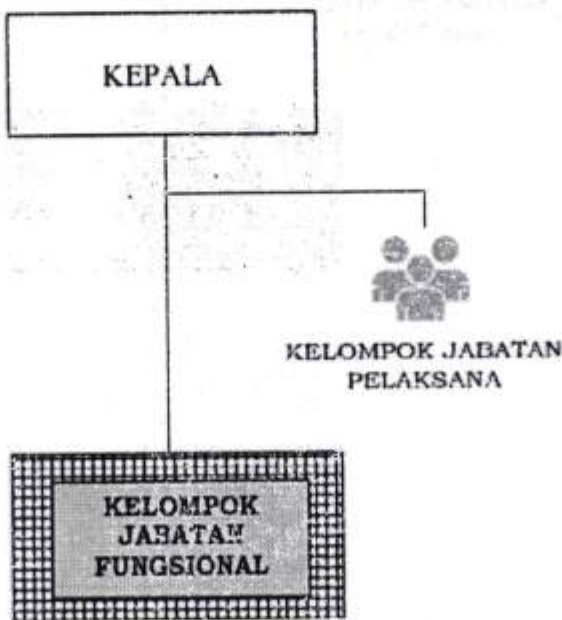 KEPALA
KELOMPOK JABATAN
PELAKSANA
KELOMPOK
JABATAN
FUNGSIONAL